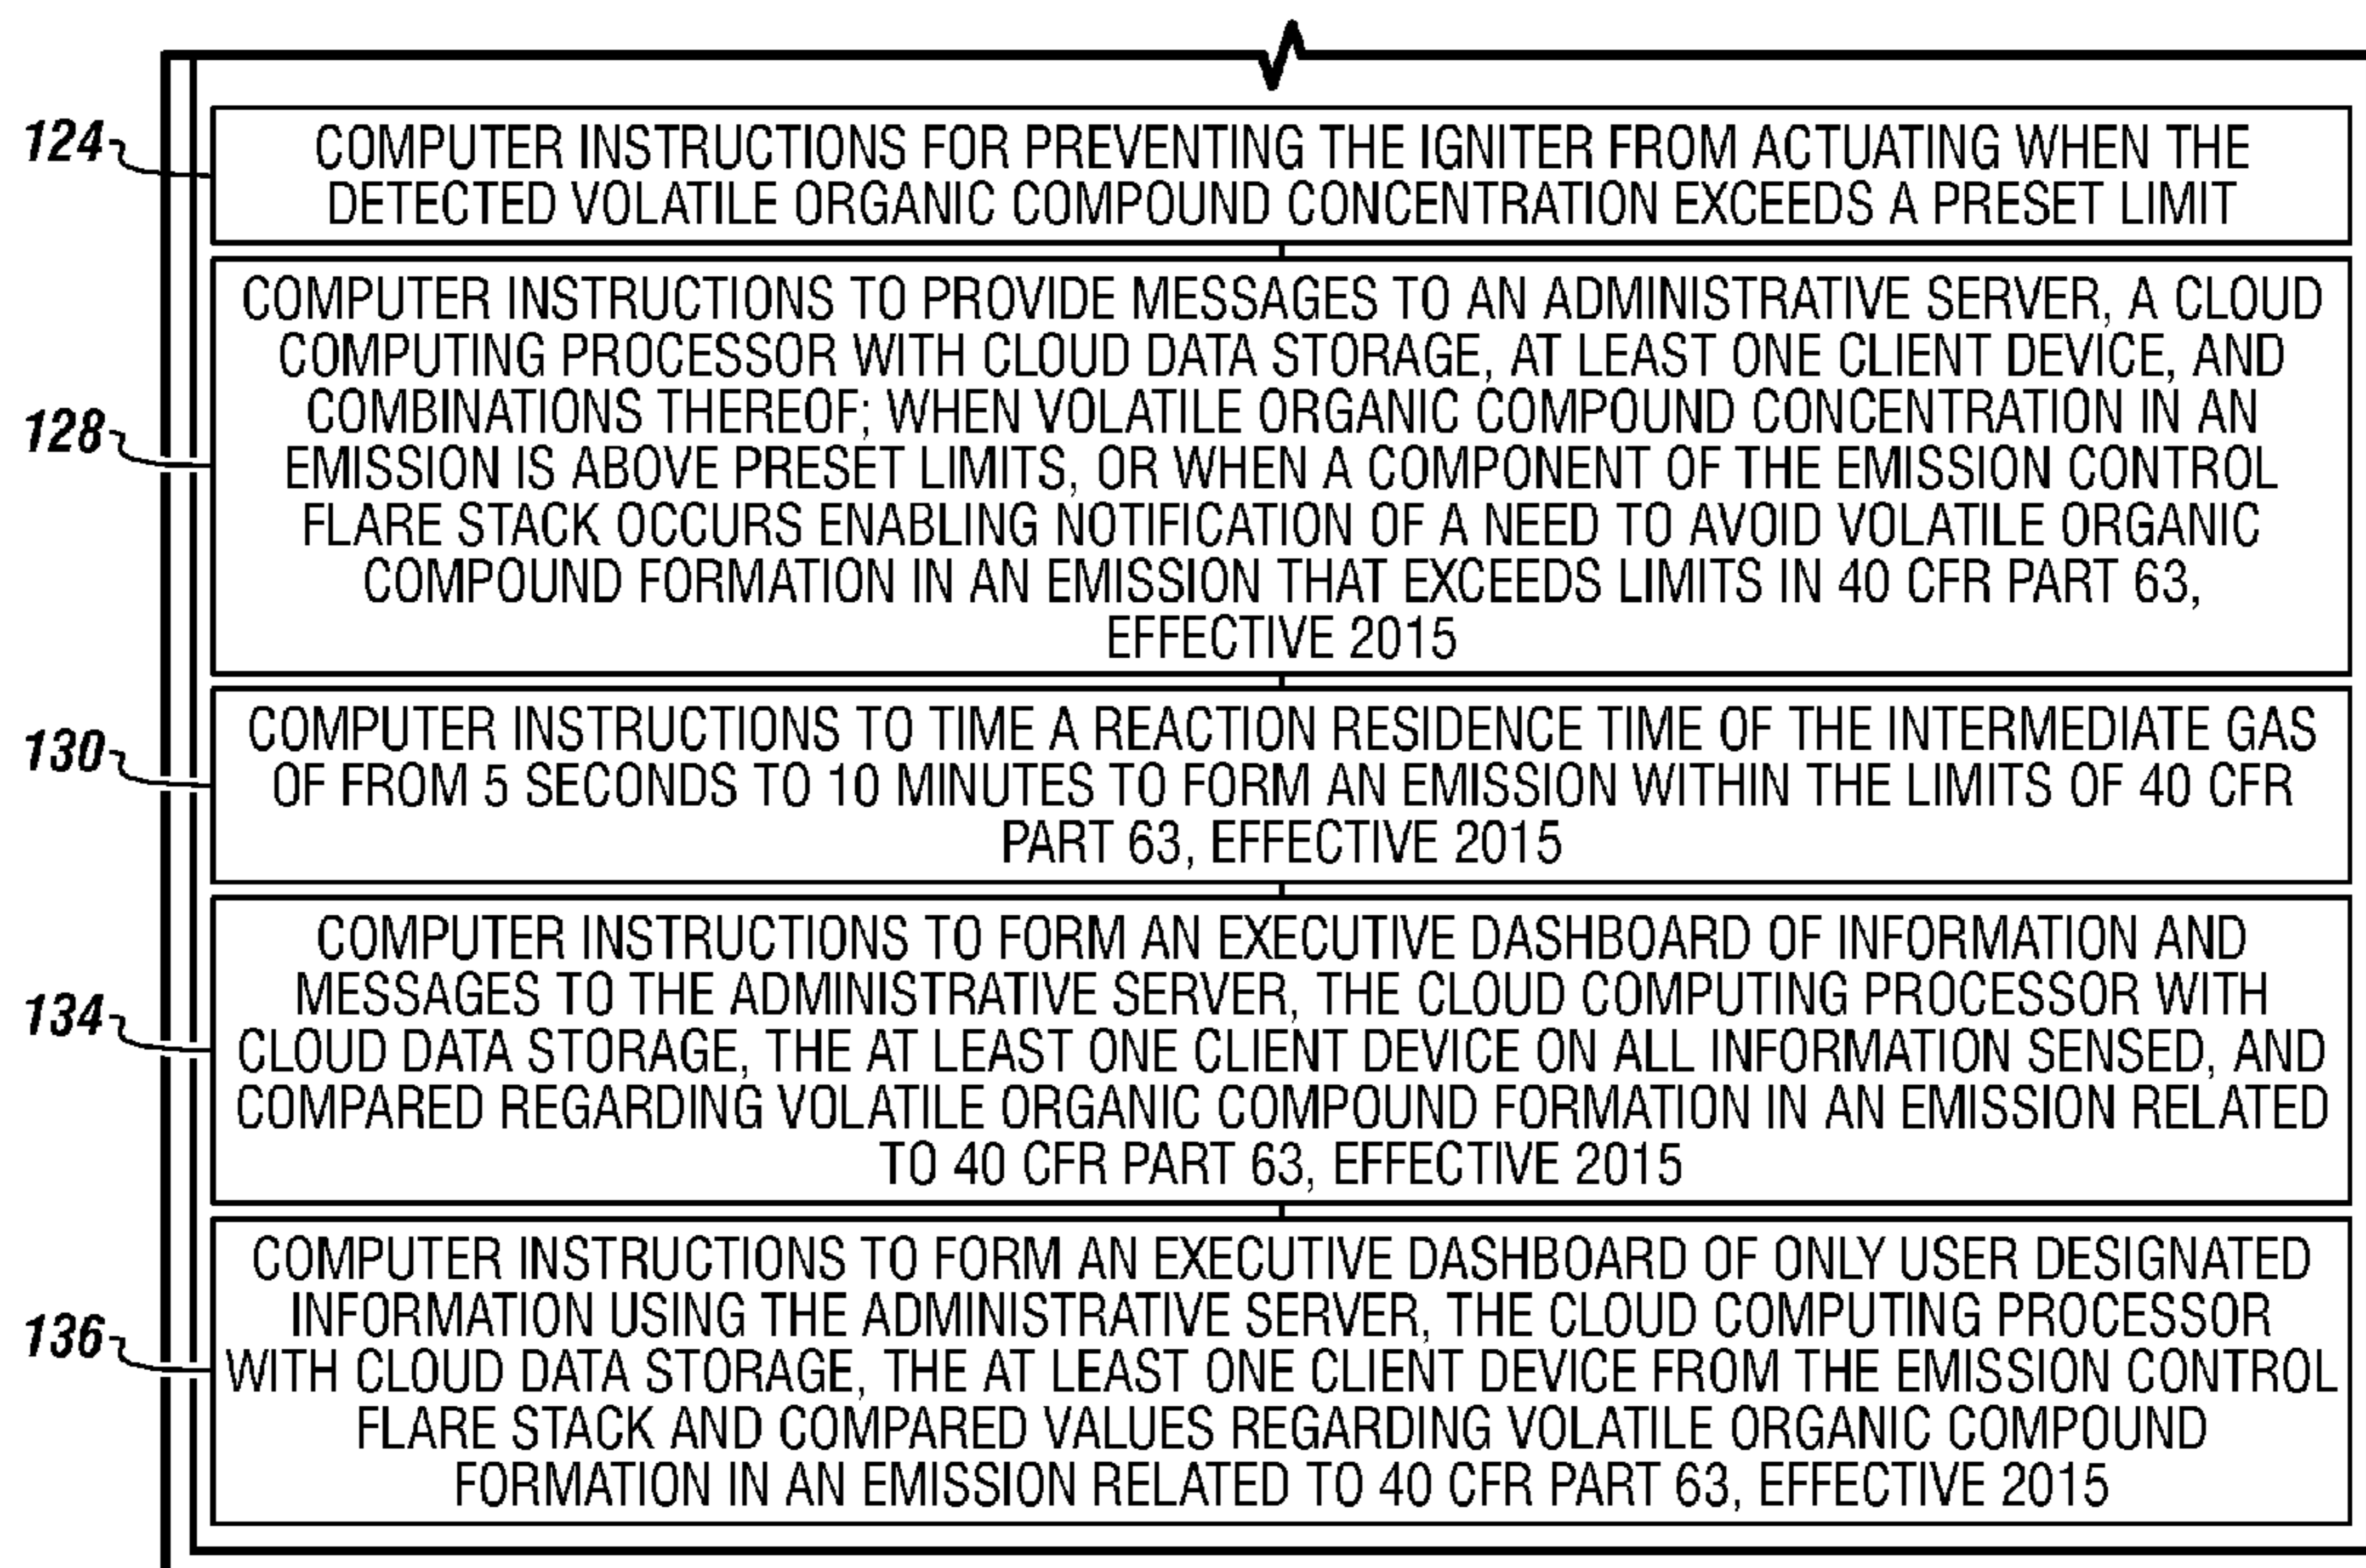 124
COMPUTER INSTRUCTIONS FOR PREVENTING THE IGNITER FROM ACTUATING WHEN THE
DETECTED VOLATILE ORGANIC COMPOUND CONCENTRATION EXCEEDS A PRESET LIMIT
128
COMPUTER INSTRUCTIONS TO PROVIDE MESSAGES TO AN ADMINISTRATIVE SERVER, A CLOUD
COMPUTING PROCESSOR WITH CLOUD DATA STORAGE, AT LEAST ONE CLIENT DEVICE, AND
COMBINATIONS THEREOF; WHEN VOLATILE ORGANIC COMPOUND CONCENTRATION IN AN
EMISSION IS ABOVE PRESET LIMITS, OR WHEN A COMPONENT OF THE EMISSION CONTROL
FLARE STACK OCCURS ENABLING NOTIFICATION OF A NEED TO AVOID VOLATILE ORGANIC
COMPOUND FORMATION IN AN EMISSION THAT EXCEEDS LIMITS IN 40 CFR PART 63,
EFFECTIVE 2015
130
COMPUTER INSTRUCTIONS TO TIME A REACTION RESIDENCE TIME OF THE INTERMEDIATE GAS
OF FROM 5 SECONDS TO 10 MINUTES TO FORM AN EMISSION WITHIN THE LIMITS OF 40 CFR
PART 63, EFFECTIVE 2015
134
COMPUTER INSTRUCTIONS TO FORM AN EXECUTIVE DASHBOARD OF INFORMATION AND
MESSAGES TO THE ADMINISTRATIVE SERVER, THE CLOUD COMPUTING PROCESSOR WITH
CLOUD DATA STORAGE, THE AT LEAST ONE CLIENT DEVICE ON ALL INFORMATION SENSED, AND
COMPARED REGARDING VOLATILE ORGANIC COMPOUND FORMATION IN AN EMISSION RELATED
TO 40 CFR PART 63, EFFECTIVE 2015
136
COMPUTER INSTRUCTIONS TO FORM AN EXECUTIVE DASHBOARD OF ONLY USER DESIGNATED
INFORMATION USING THE ADMINISTRATIVE SERVER, THE CLOUD COMPUTING PROCESSOR
WITH CLOUD DATA STORAGE, THE AT LEAST ONE CLIENT DEVICE FROM THE EMISSION CONTROL
FLARE STACK AND COMPARED VALUES REGARDING VOLATILE ORGANIC COMPOUND
FORMATION IN AN EMISSION RELATED TO 40 CFR PART 63, EFFECTIVE 2015